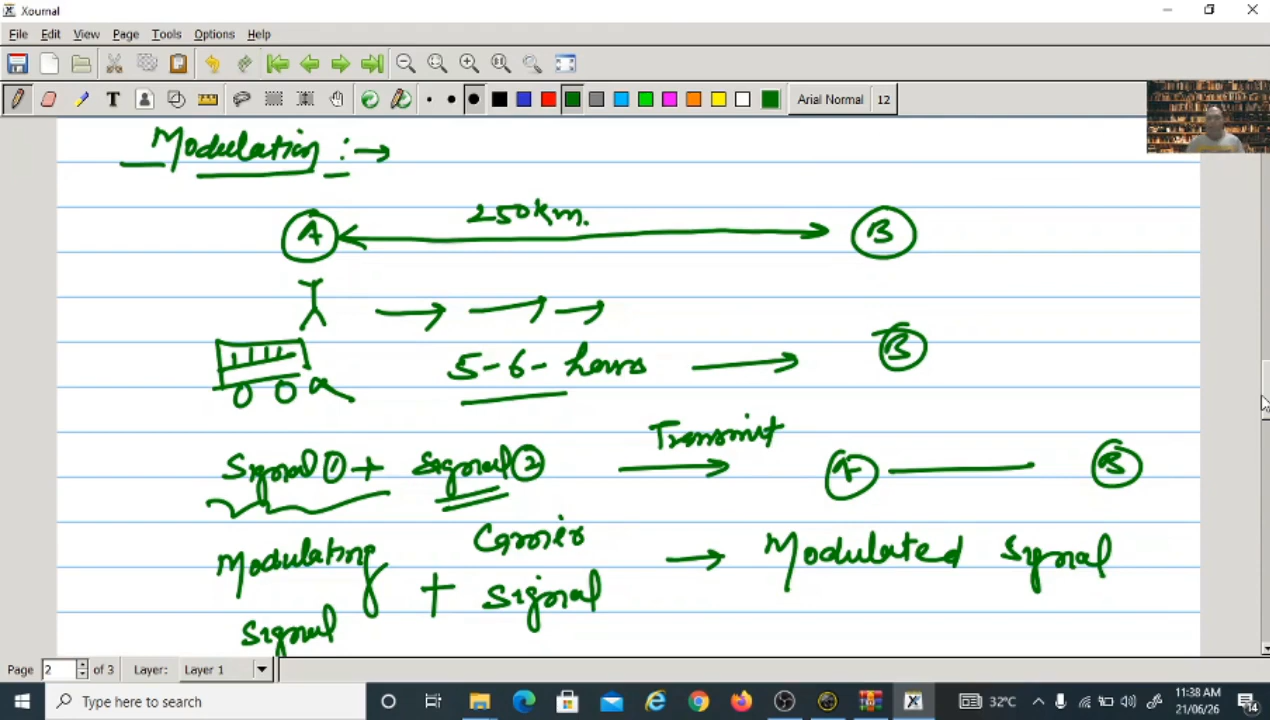 Xournal
File Edit View Page Tools Options Help
T Arial Normal 12
Modulation :→
250km.
A B
5-6- hours → B
Transmit
Signal ① + Signal ② → A B
Modulating Signal + Carrier Signal → Modulated Signal
Page 2 of 3 Layer: Layer 1
Type here to search
32°C
11:38 AM
21/06/26
14